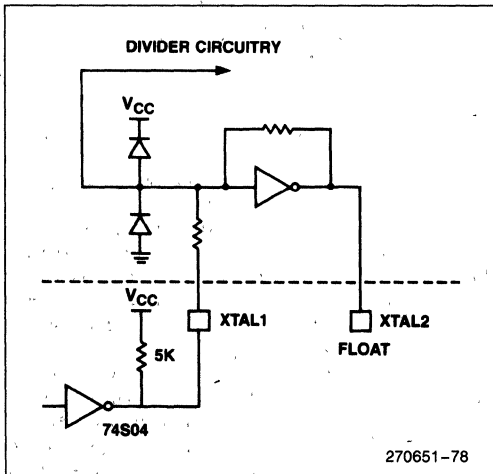 DIVIDER CIRCUITRY
VCC
VCC
XTAL1
XTAL2
5K
FLOAT
74S04
270651-78